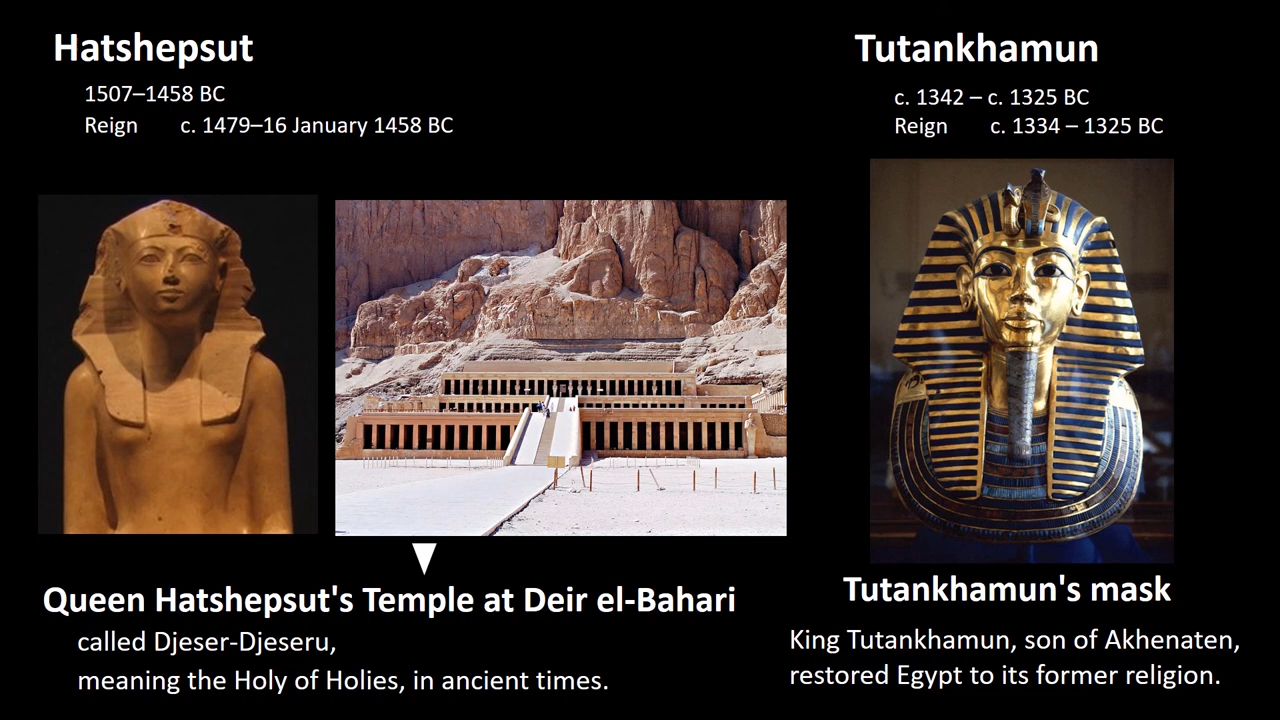 Hatshepsut
1507–1458 BC
Reign c. 1479–16 January 1458 BC
Queen Hatshepsut's Temple at Deir el-Bahari
called Djeser-Djeseru,
meaning the Holy of Holies, in ancient times.
Tutankhamun
c. 1342 – c. 1325 BC
Reign c. 1334 – 1325 BC
Tutankhamun's mask
King Tutankhamun, son of Akhenaten,
restored Egypt to its former religion.